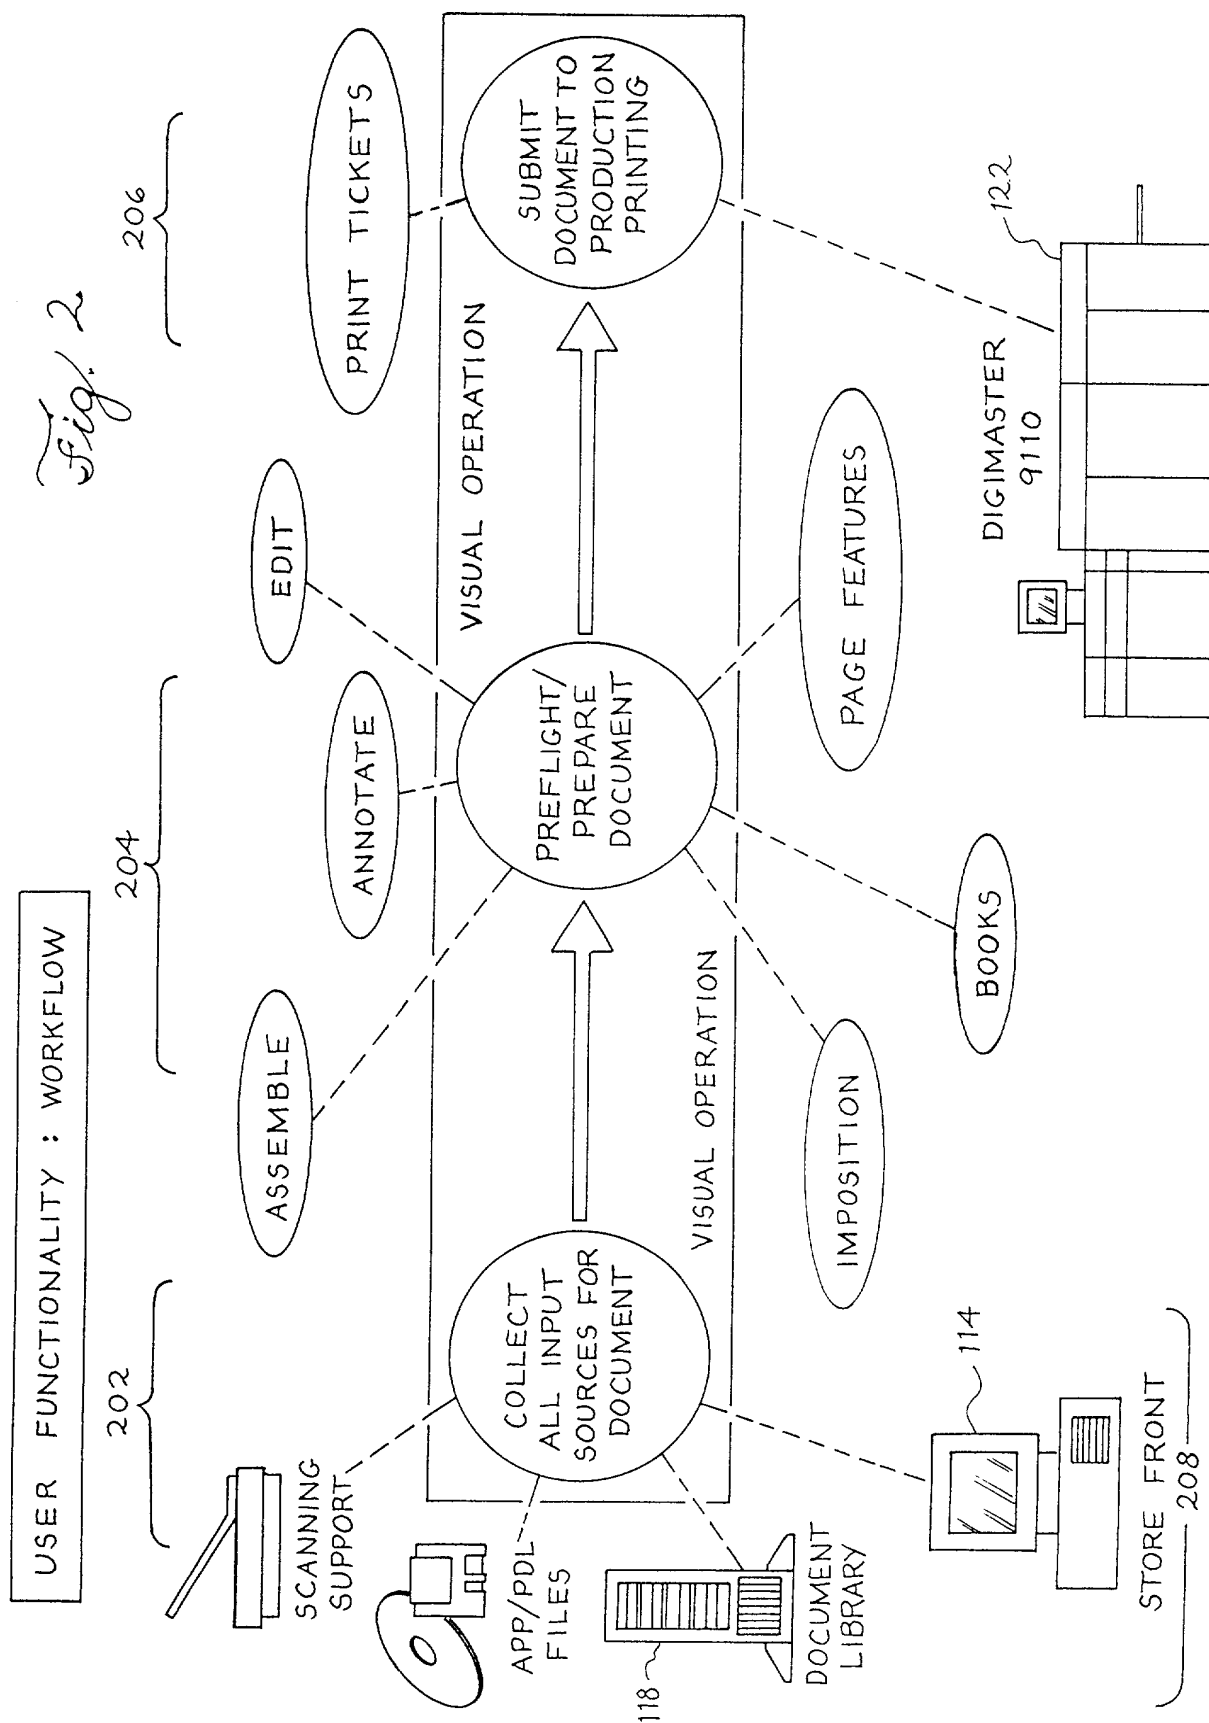 USER FUNCTIONALITY : WORKFLOW
Fig. 2
202
204
206
SCANNING
SUPPORT
ASSEMBLE
ANNOTATE
EDIT
PRINT TICKETS
APP/PDL
FILES
VISUAL OPERATION
COLLECT
ALL INPUT
SOURCES FOR
DOCUMENT
PREFLIGHT/
PREPARE
DOCUMENT
SUBMIT
DOCUMENT TO
PRODUCTION
PRINTING
VISUAL OPERATION
118
DOCUMENT
LIBRARY
IMPOSITION
BOOKS
PAGE FEATURES
114
STORE FRONT
208
DIGIMASTER
9110
122